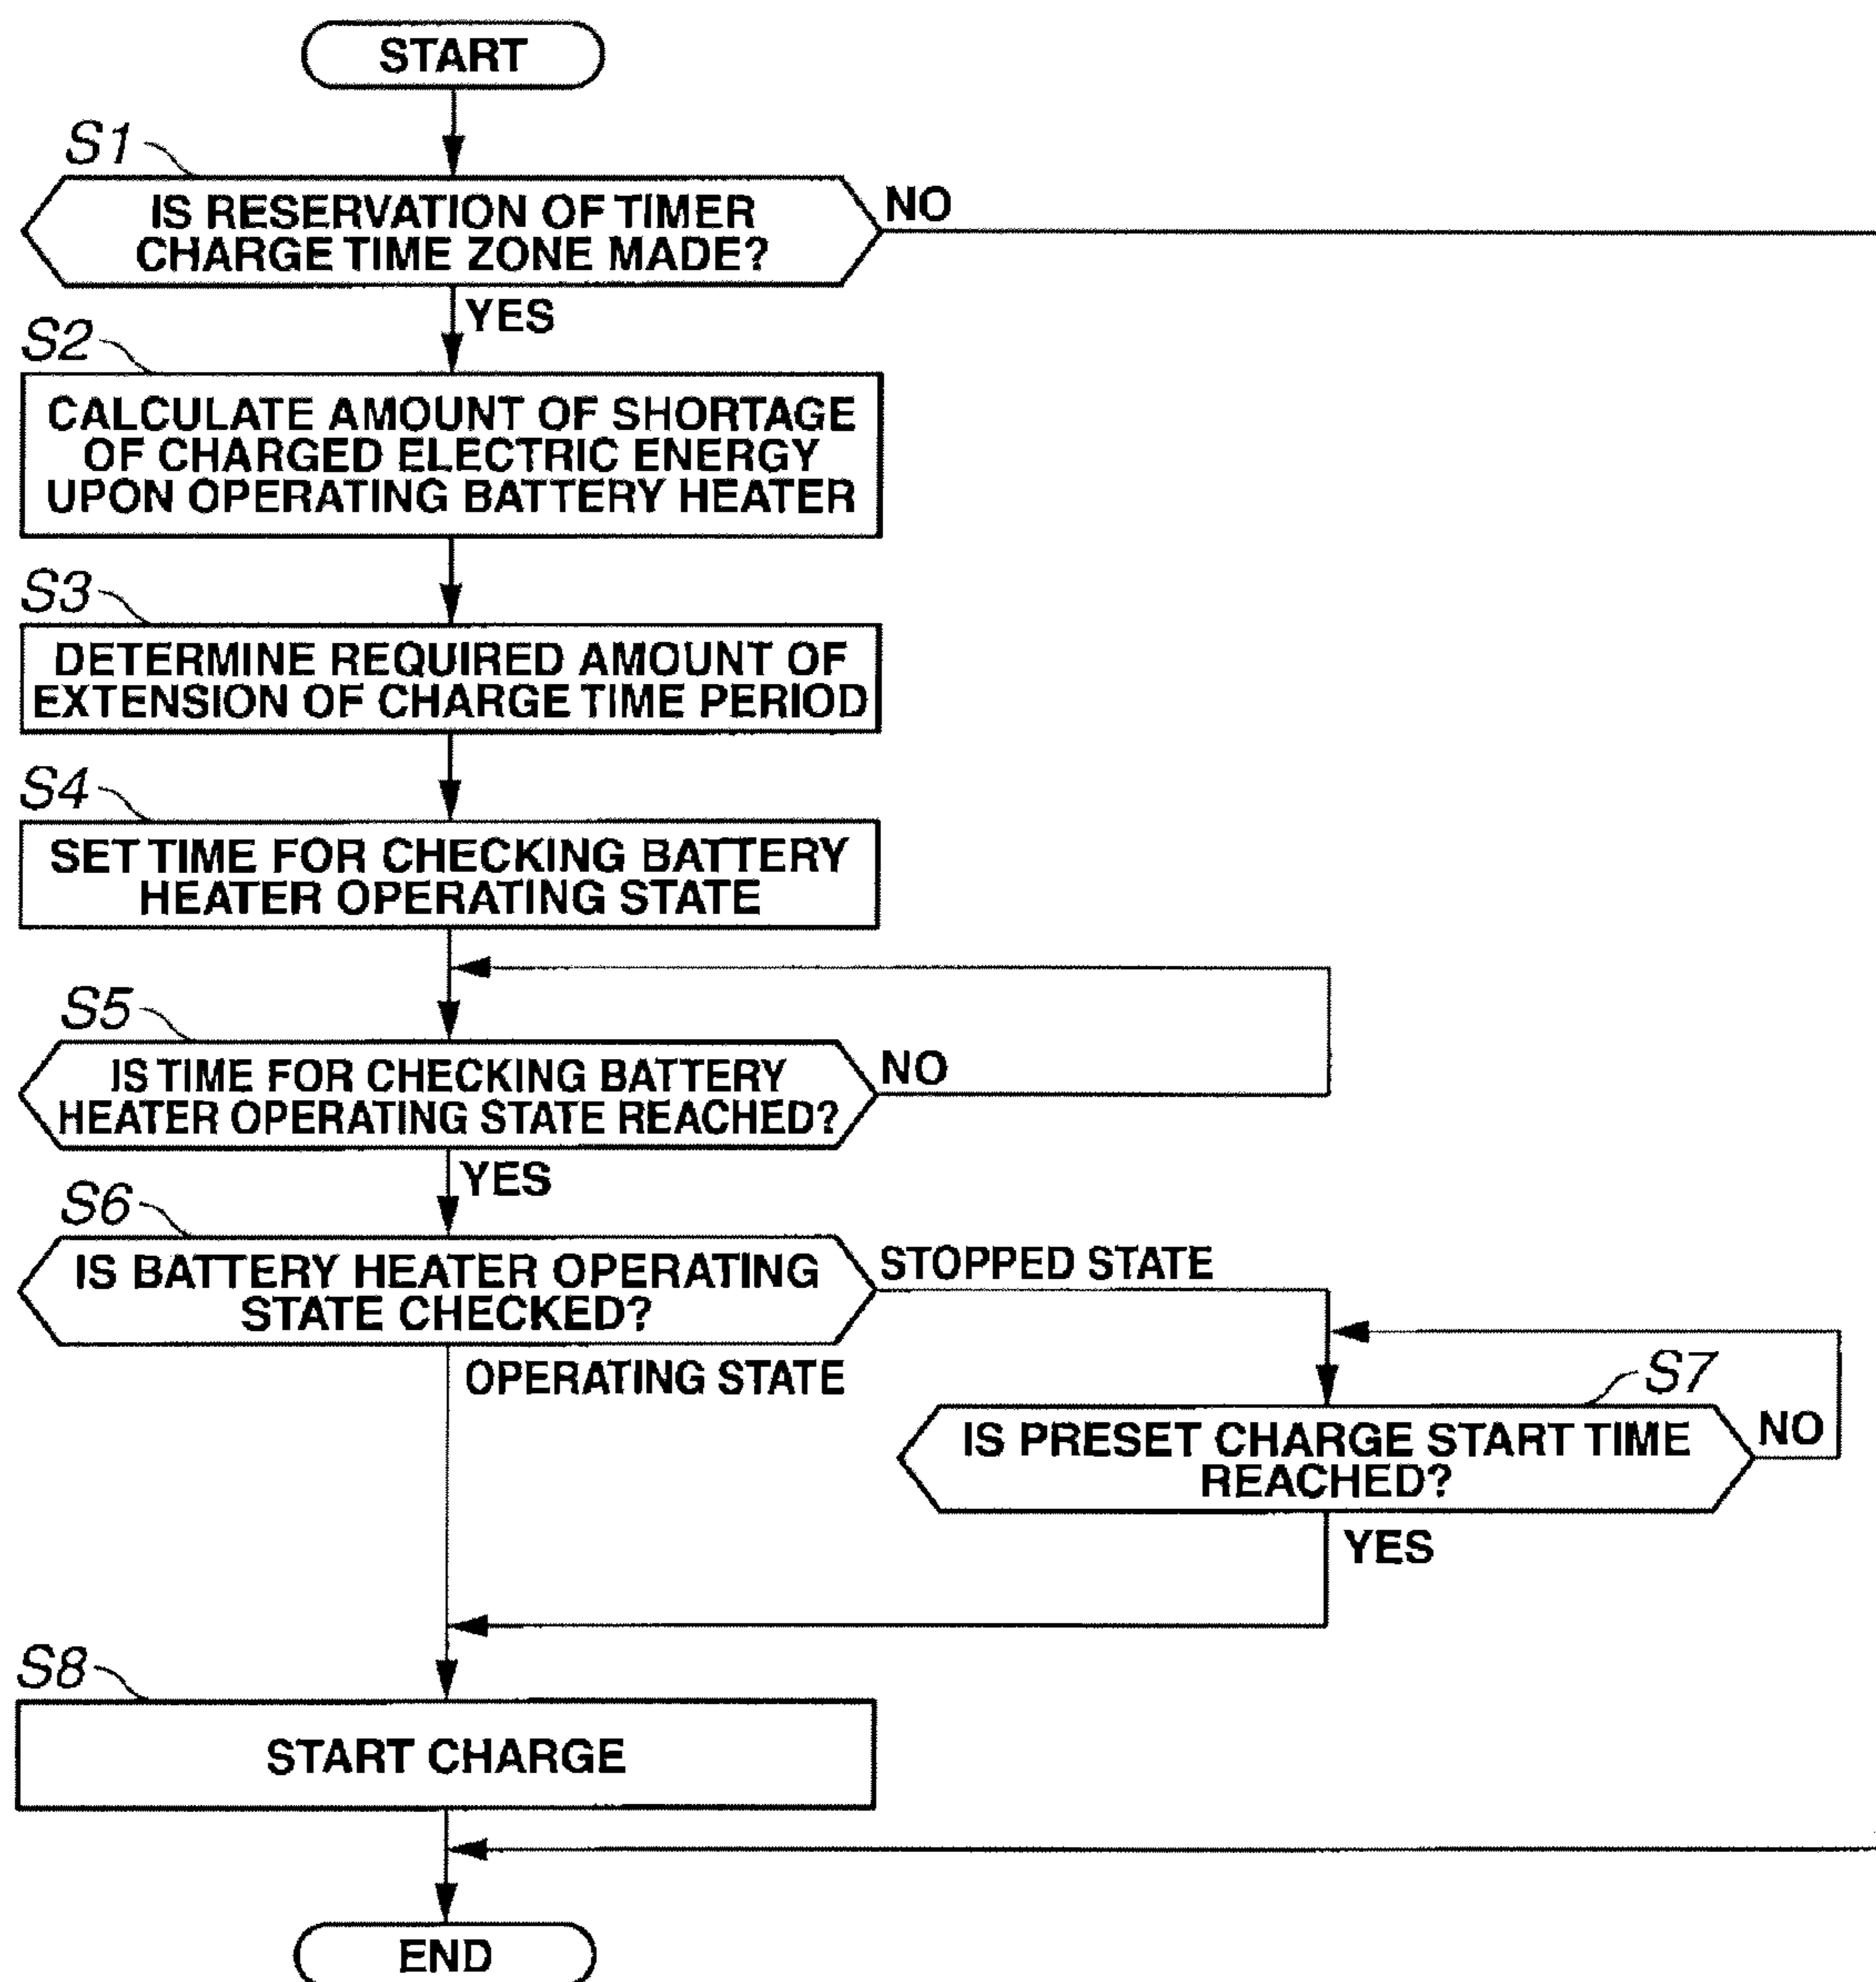 START
S1
IS RESERVATION OF TIMER
CHARGE TIME ZONE MADE?
NO
YES
S2
CALCULATE AMOUNT OF SHORTAGE
OF CHARGED ELECTRIC ENERGY
UPON OPERATING BATTERY HEATER
S3
DETERMINE REQUIRED AMOUNT OF
EXTENSION OF CHARGE TIME PERIOD
S4
SET TIME FOR CHECKING BATTERY
HEATER OPERATING STATE
S5
IS TIME FOR CHECKING BATTERY
HEATER OPERATING STATE REACHED?
NO
YES
S6
IS BATTERY HEATER OPERATING
STATE CHECKED?
STOPPED STATE
OPERATING STATE
S7
IS PRESET CHARGE START TIME
REACHED?
NO
YES
S8
START CHARGE
END